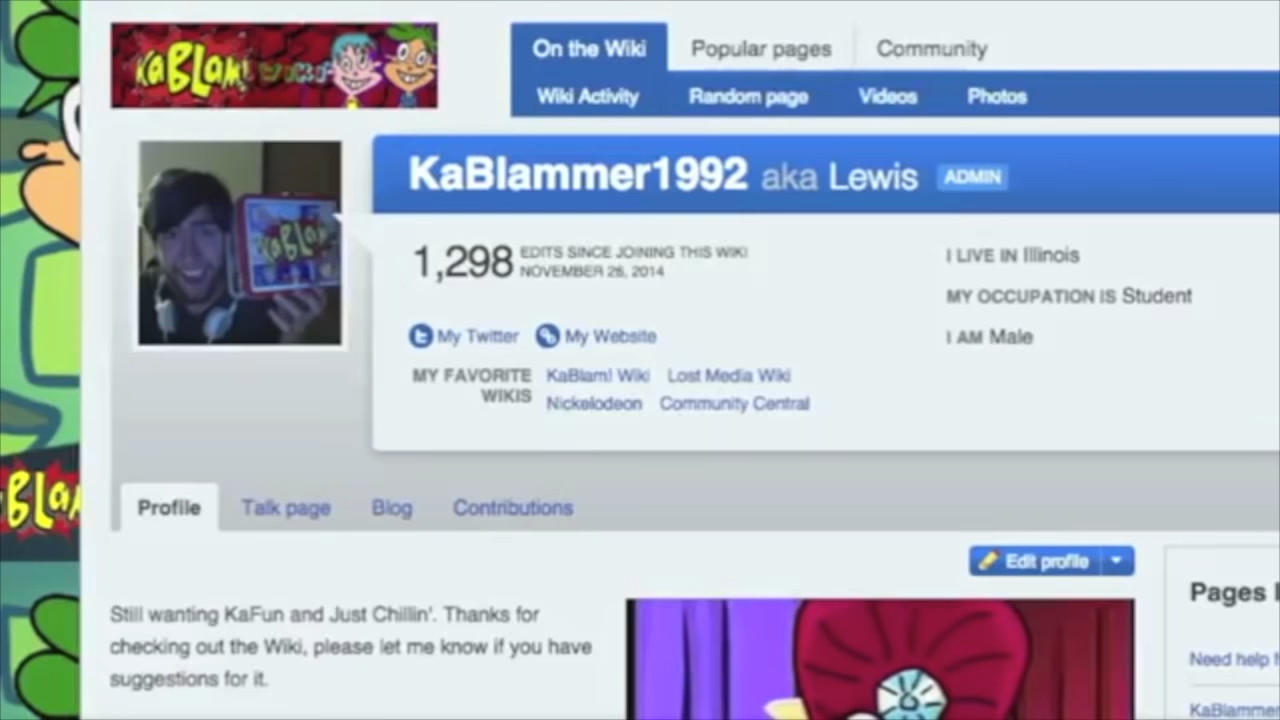 KaBLaM! WiKi
On the Wiki
Popular pages
Community
Wiki Activity
Random page
Videos
Photos
KaBlammer1992 aka Lewis ADMIN
KaBLaM
1,298 EDITS SINCE JOINING THIS WIKI
NOVEMBER 26, 2014
I LIVE IN Illinois
MY OCCUPATION IS Student
I AM Male
My Twitter
My Website
MY FAVORITE WIKIS
KaBlam! Wiki Lost Media Wiki
Nickelodeon Community Central
BLaM
Profile
Talk page
Blog
Contributions
Edit profile
Still wanting KaFun and Just Chillin'. Thanks for
checking out the Wiki, please let me know if you have
suggestions for it.
Pages
Need help
KaBlammer